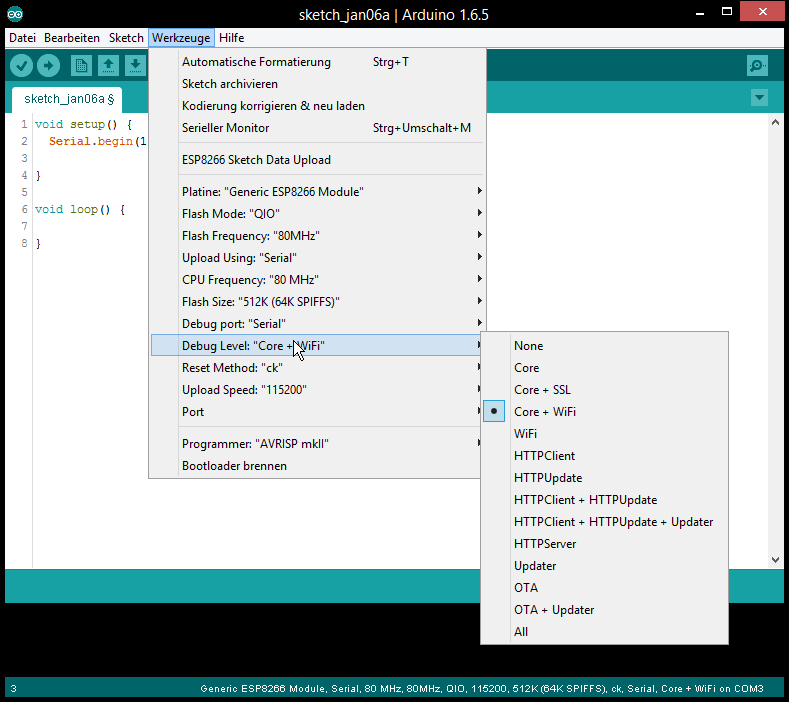 sketch_jan06a | Arduino 1.6.5
Datei Bearbeiten Sketch Werkzeuge Hilfe
sketch_jan06a §
1 void setup() {
2 Serial.begin(1
3
4 }
5
6 void loop() {
7
8 }
Automatische Formatierung Strg+T
Sketch archivieren
Kodierung korrigieren & neu laden
Serieller Monitor Strg+Umschalt+M
ESP8266 Sketch Data Upload
Platine: "Generic ESP8266 Module"
Flash Mode: "QIO"
Flash Frequency: "80MHz"
Upload Using: "Serial"
CPU Frequency: "80 MHz"
Flash Size: "512K (64K SPIFFS)"
Debug port: "Serial"
Debug Level: "Core + WiFi"
Reset Method: "ck"
Upload Speed: "115200"
Port
Programmer: "AVRISP mkII"
Bootloader brennen
None
Core
Core + SSL
Core + WiFi
WiFi
HTTPClient
HTTPUpdate
HTTPClient + HTTPUpdate
HTTPClient + HTTPUpdate + Updater
HTTPServer
Updater
OTA
OTA + Updater
All
3 Generic ESP8266 Module, Serial, 80 MHz, 80MHz, QIO, 115200, 512K (64K SPIFFS), ck, Serial, Core + WiFi on COM3